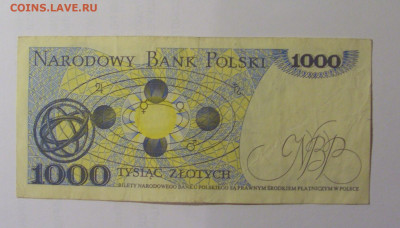 COINS.LAVE.RU
NARODOWY BANK POLSKI 1000
NBP
1000 TYSIĄC ZŁOTYCH
BILETY NARODOWEGO BANKU POLSKIEGO SĄ PRAWNYM ŚRODKIEM PŁATNICZYM W POLSCE